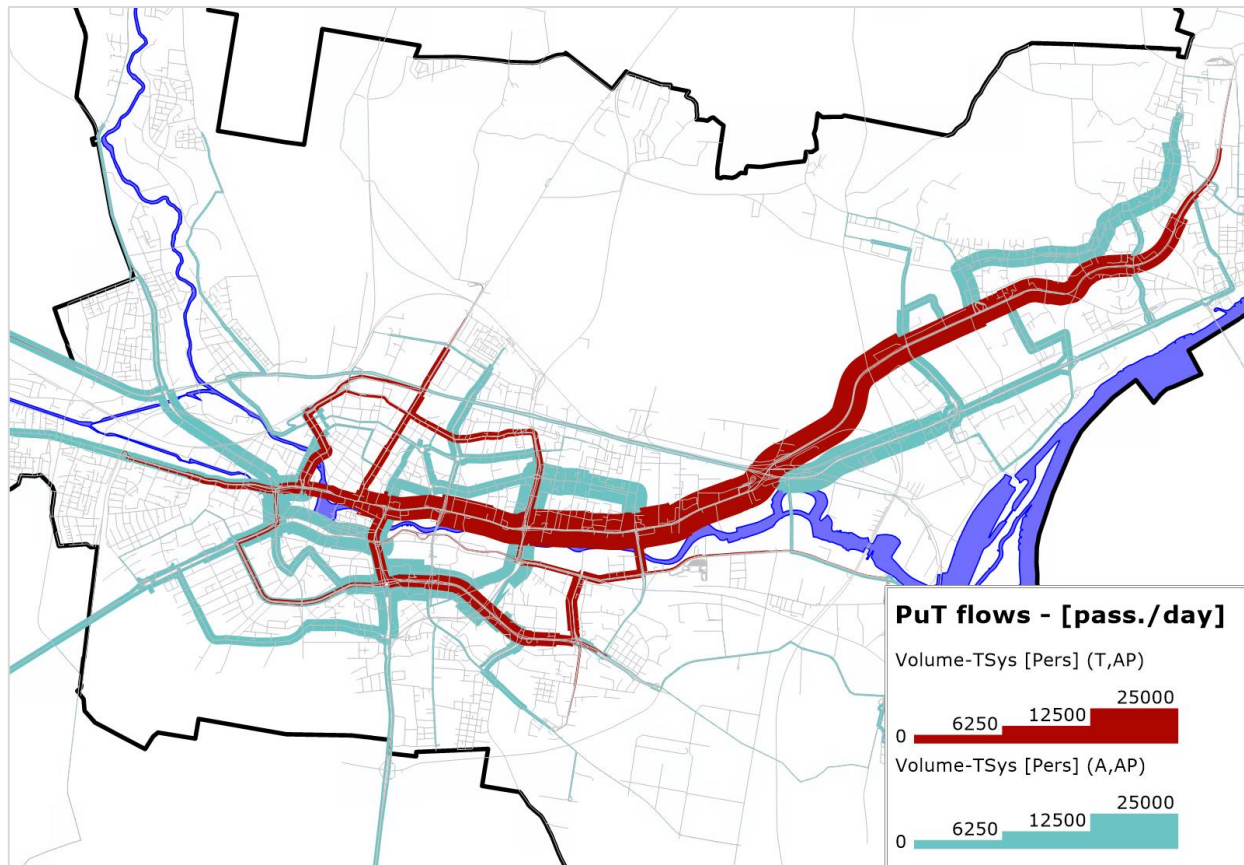 PuT flows - [pass./day]
Volume-TSys [Pers] (T,AP)
0 6250 12500 25000
Volume-TSys [Pers] (A,AP)
0 6250 12500 25000